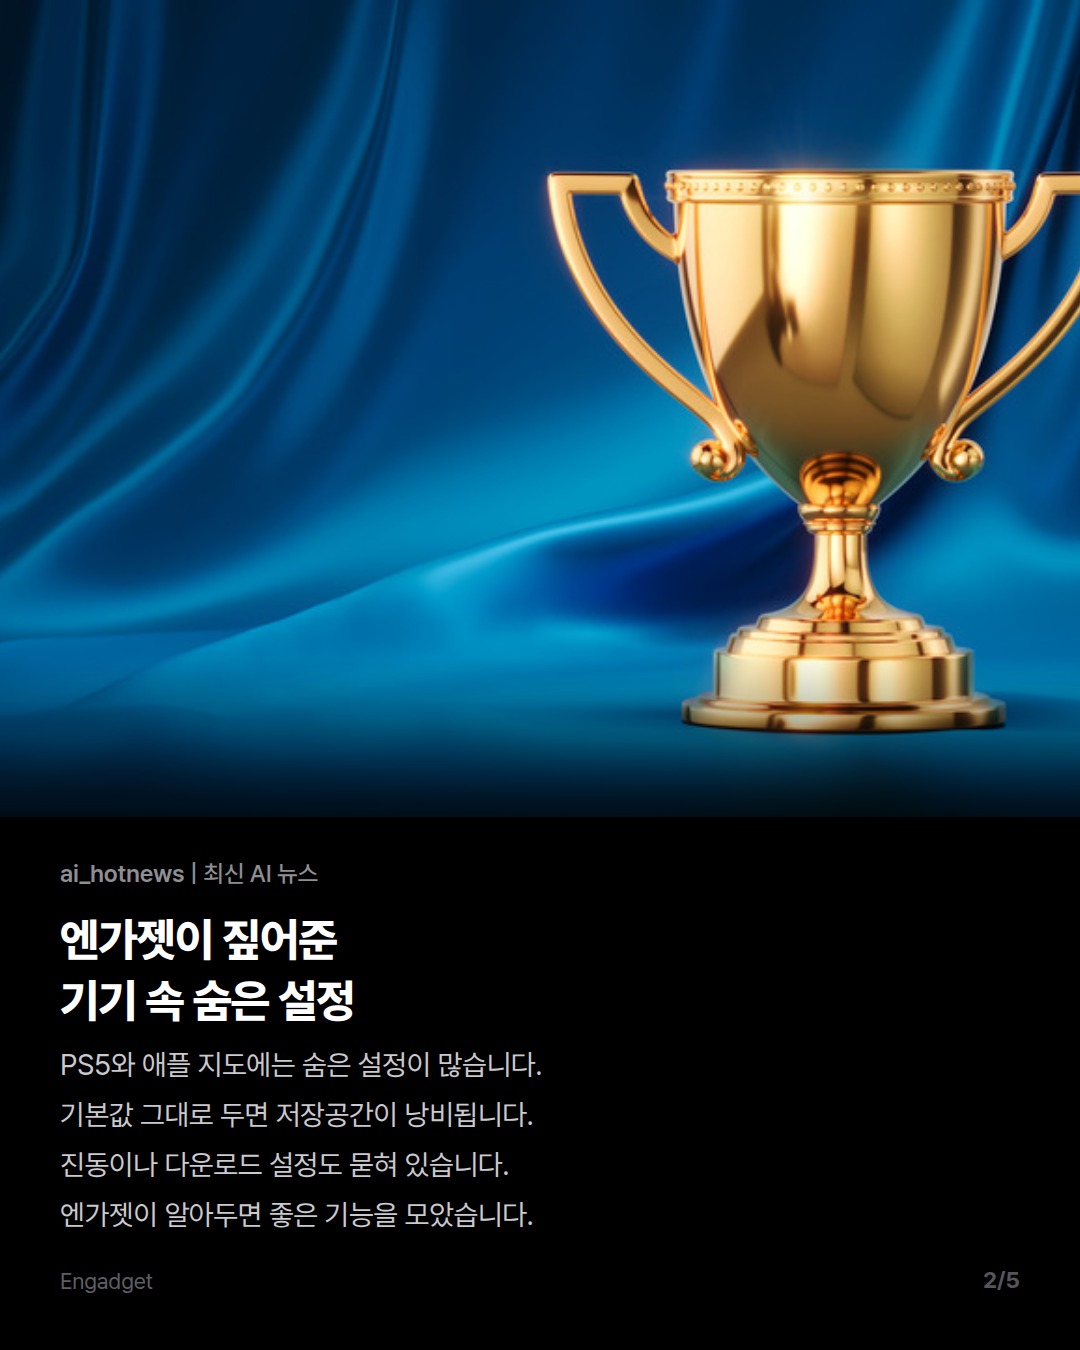 ai_hotnews | 최신 AI 뉴스
엔가젯이 짚어준
기기 속 숨은 설정
PS5와 애플 지도에는 숨은 설정이 많습니다.
기본값 그대로 두면 저장공간이 낭비됩니다.
진동이나 다운로드 설정도 묻혀 있습니다.
엔가젯이 알아두면 좋은 기능을 모았습니다.
Engadget
2/5